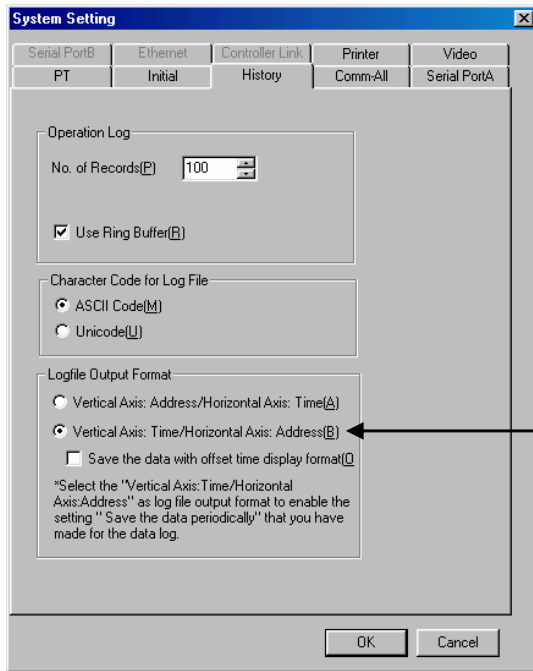 System Setting
Serial PortB Ethernet Controller Link Printer Video
PT Initial History Comm-All Serial PortA
Operation Log
No. of Records(P) 100
Use Ring Buffer(R)
Character Code for Log File
ASCII Code(M)
Unicode(U)
Logfile Output Format
Vertical Axis: Address/Horizontal Axis: Time(A)
Vertical Axis: Time/Horizontal Axis: Address(B)
Save the data with offset time display format(O
*Select the "Vertical Axis:Time/Horizontal
Axis:Address" as log file output format to enable the
setting " Save the data periodically" that you have
made for the data log.
OK Cancel